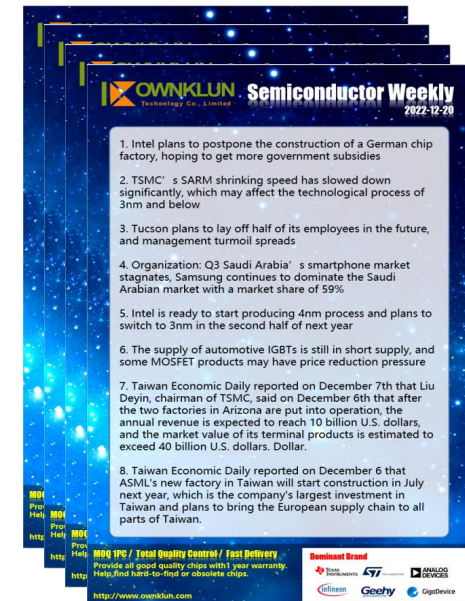 OWNKLUN
Techonlogy Co., Limited
Semiconductor Weekly
2022-12-20
1. Intel plans to postpone the construction of a German chip
factory, hoping to get more government subsidies
2. TSMC' s SARM shrinking speed has slowed down
significantly, which may affect the technological process of
3nm and below
3. Tucson plans to lay off half of its employees in the future,
and management turmoil spreads
4. Organization: Q3 Saudi Arabia' s smartphone market
stagnates, Samsung continues to dominate the Saudi
Arabian market with a market share of 59%
5. Intel is ready to start producing 4nm process and plans to
switch to 3nm in the second half of next year
6. The supply of automotive IGBTs is still in short supply, and
some MOSFET products may have price reduction pressure
7. Taiwan Economic Daily reported on December 7th that Liu
Deyin, chairman of TSMC, said on December 6th that after
the two factories in Arizona are put into operation, the
annual revenue is expected to reach 10 billion U.S. dollars,
and the market value of its terminal products is estimated to
exceed 40 billion U.S. dollars. Dollar.
8. Taiwan Economic Daily reported on December 6 that
ASML's new factory in Taiwan will start construction in July
next year, which is the company's largest investment in
Taiwan and plans to bring the European supply chain to all
parts of Taiwan.
MOQ 1PC / Total Quality Control / Fast Delivery
Provide all good quality chips with1 year warranty.
Help,find hard-to-find or obsolete chips.
http://www.ownklun.com
Dominant Brand
TEXAS
INSTRUMENTS
ST
ANALOG
DEVICES
infineon
Geehy
GigaDevice